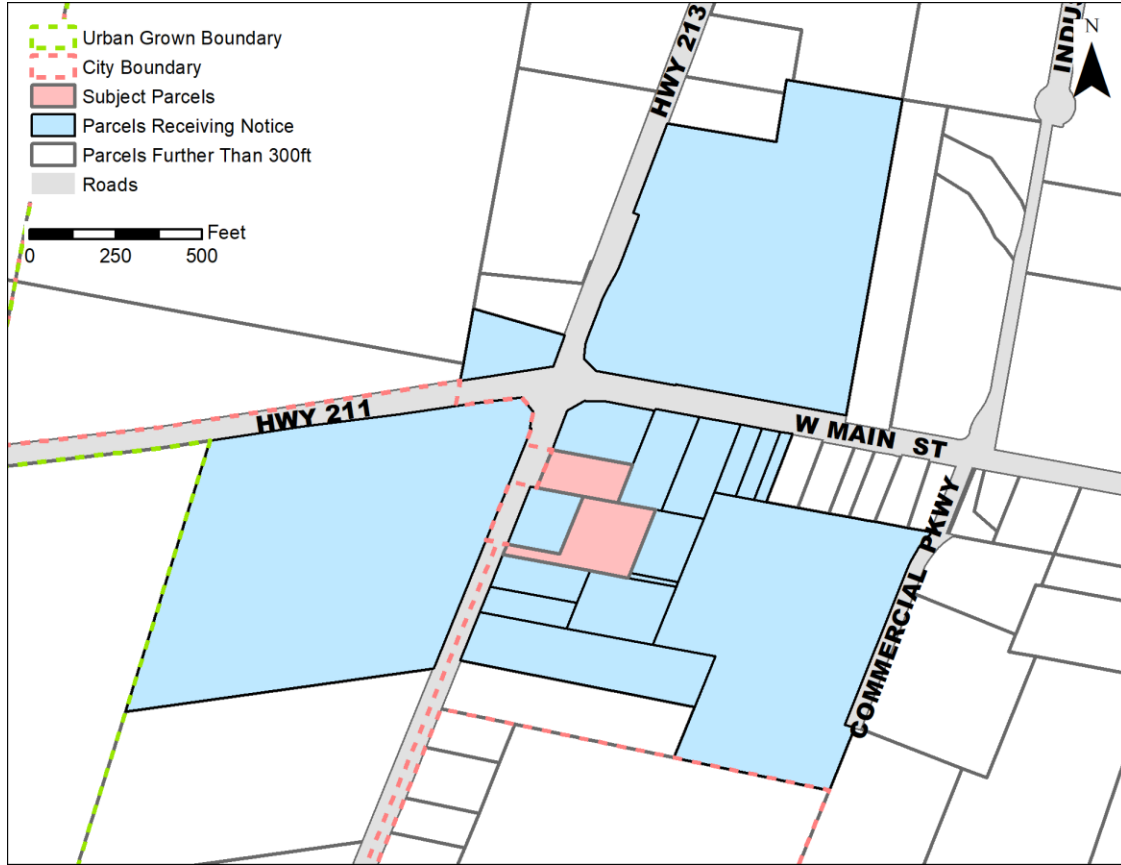 Urban Grown Boundary
City Boundary
Subject Parcels
Parcels Receiving Notice
Parcels Further Than 300ft
Roads
Feet
0 250 500
HWY 213
INDUS
N
HWY 211
W MAIN ST
COMMERCIAL PKWY